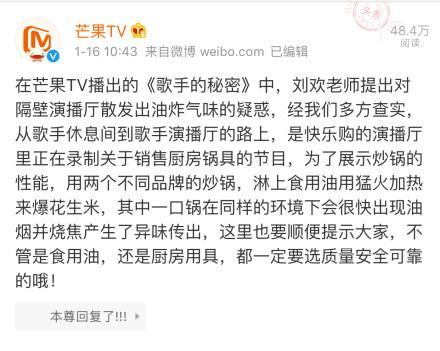 芒果TV
头条
48.4万
阅读
1-16 10:43 来自微博 weibo.com 已编辑
在芒果TV播出的《歌手的秘密》中，刘欢老师提出对
隔壁演播厅散发出油炸气味的疑惑，经我们多方查实，
从歌手休息间到歌手演播厅的路上，是快乐购的演播厅
里正在录制关于销售厨房锅具的节目，为了展示炒锅的
性能，用两个不同品牌的炒锅，淋上食用油用猛火加热
来爆花生米，其中一口锅在同样的环境下会很快出现油
烟并烧焦产生了异味传出，这里也要顺便提示大家，不
管是食用油，还是厨房用具，都一定要选质量安全可靠
的哦！
本尊回复了!!!